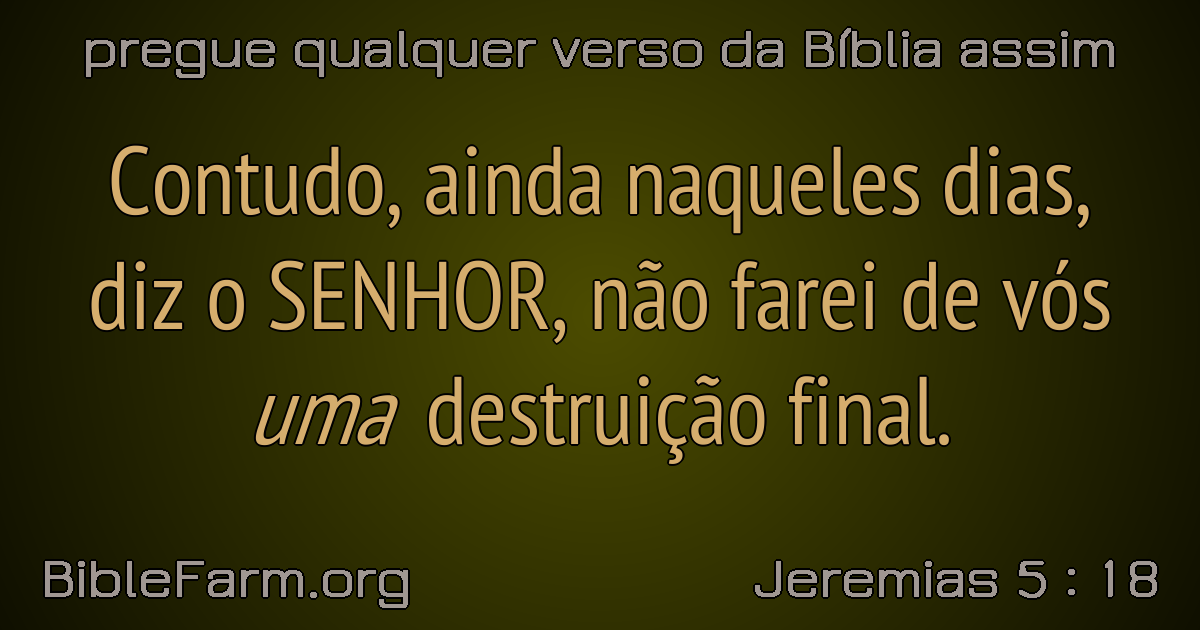 pregue qualquer verso da Bíblia assim
Contudo, ainda naqueles dias,
diz o SENHOR, não farei de vós
uma destruição final.
BibleFarm.org
Jeremias 5 : 18